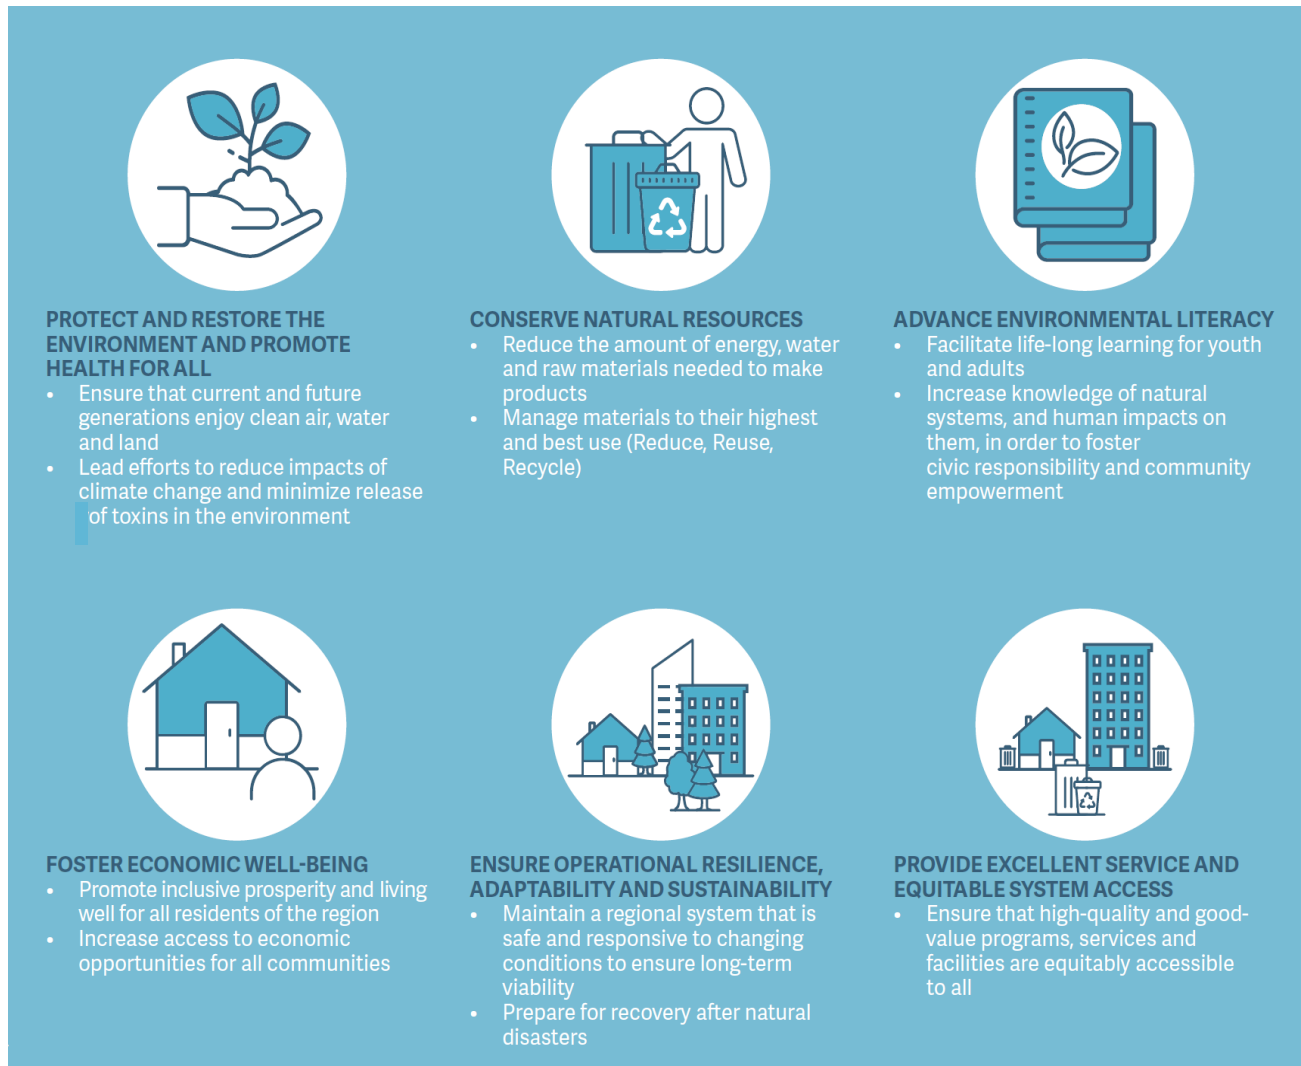 PROTECT AND RESTORE THE
ENVIRONMENT AND PROMOTE
HEALTH FOR ALL
• Ensure that current and future
generations enjoy clean air, water
and land
• Lead efforts to reduce impacts of
climate change and minimize release
of toxins in the environment
CONSERVE NATURAL RESOURCES
• Reduce the amount of energy, water
and raw materials needed to make
products
• Manage materials to their highest
and best use (Reduce, Reuse,
Recycle)
ADVANCE ENVIRONMENTAL LITERACY
• Facilitate life-long learning for youth
and adults
• Increase knowledge of natural
systems, and human impacts on
them, in order to foster
civic responsibility and community
empowerment
FOSTER ECONOMIC WELL-BEING
• Promote inclusive prosperity and living
well for all residents of the region
• Increase access to economic
opportunities for all communities
ENSURE OPERATIONAL RESILIENCE,
ADAPTABILITY AND SUSTAINABILITY
• Maintain a regional system that is
safe and responsive to changing
conditions to ensure long-term
viability
• Prepare for recovery after natural
disasters
PROVIDE EXCELLENT SERVICE AND
EQUITABLE SYSTEM ACCESS
• Ensure that high-quality and good-
value programs, services and
facilities are equitably accessible
to all